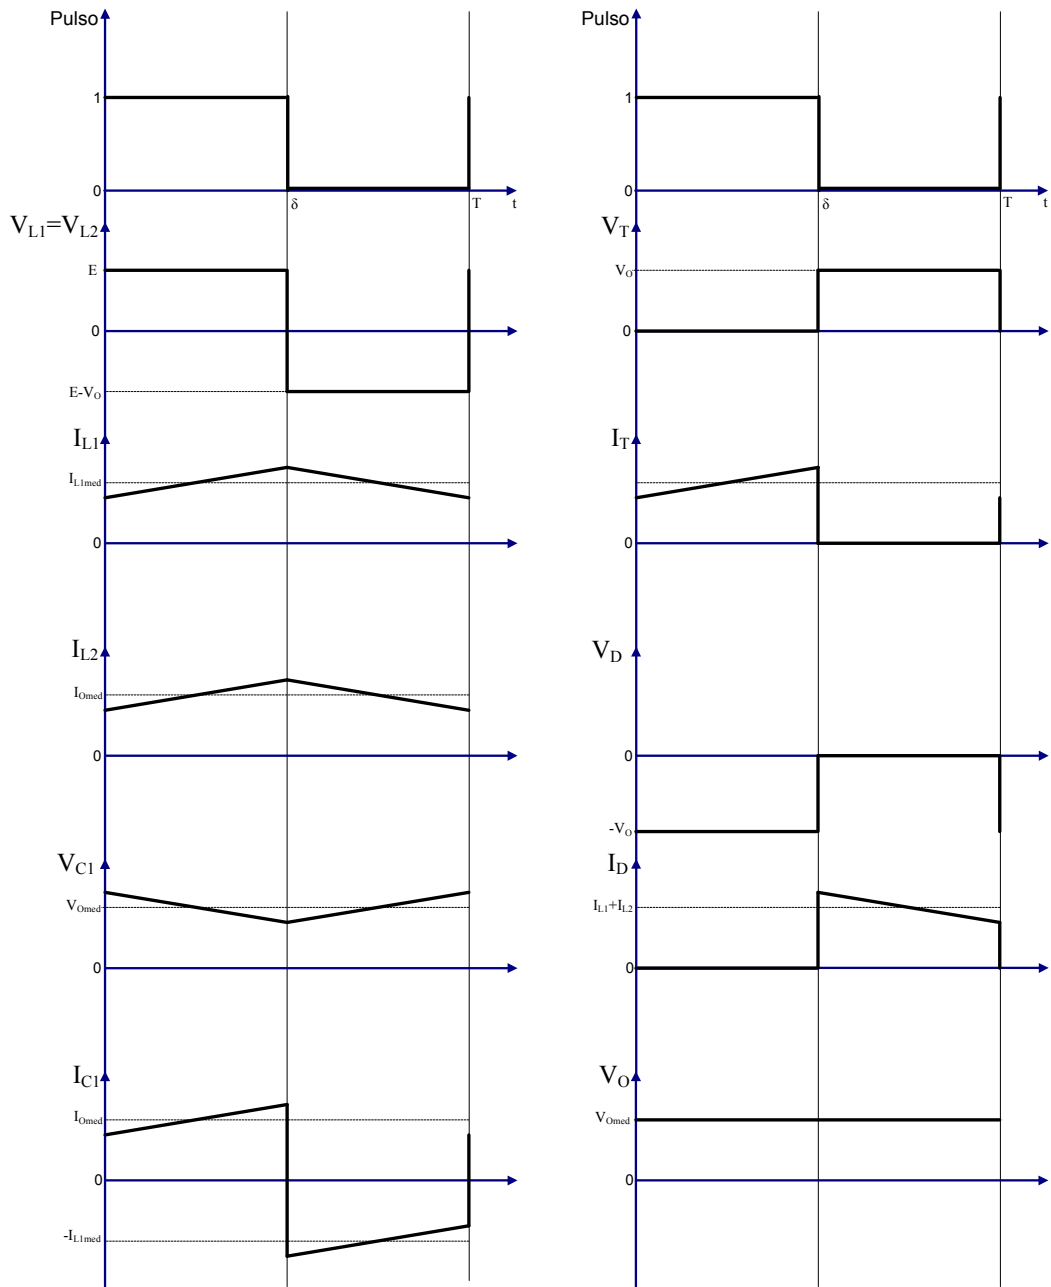 Pulso
1
0
δ
T
t
V_L1=V_L2
E
0
E-V_O
I_L1
I_L1med
0
I_L2
I_Omed
0
V_C1
V_Omed
0
I_C1
I_Omed
0
-I_L1med
Pulso
1
0
δ
T
t
V_T
V_O
0
I_T
0
V_D
0
-V_O
I_D
I_L1+I_L2
0
V_O
V_Omed
0